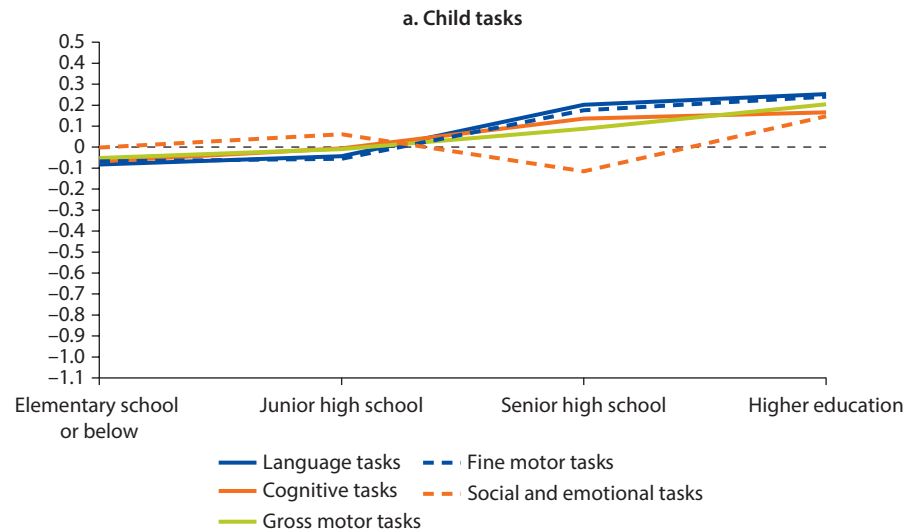 a. Child tasks
0.5
0.4
0.3
0.2
0.1
0
–0.1
–0.2
–0.3
–0.4
–0.5
–0.6
–0.7
–0.8
–0.9
–1.0
–1.1
Elementary school
or below
Junior high school
Senior high school
Higher education
Language tasks
Fine motor tasks
Cognitive tasks
Social and emotional tasks
Gross motor tasks